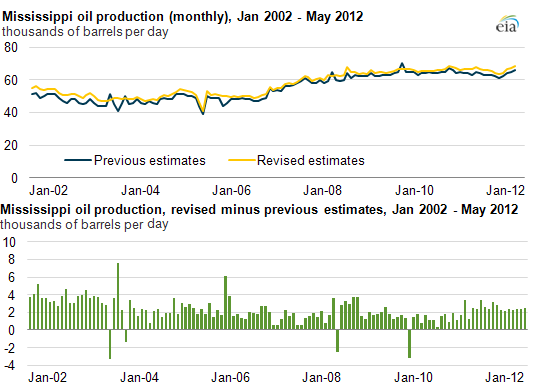 Mississippi oil production (monthly), Jan 2002 - May 2012
thousands of barrels per day
eia
80
60
40
20
0
Previous estimates
Revised estimates
Jan-02 Jan-04 Jan-06 Jan-08 Jan-10 Jan-12
Mississippi oil production, revised minus previous estimates, Jan 2002 - May 2012
thousands of barrels per day
10
8
6
4
2
0
-2
-4
Jan-02 Jan-04 Jan-06 Jan-08 Jan-10 Jan-12